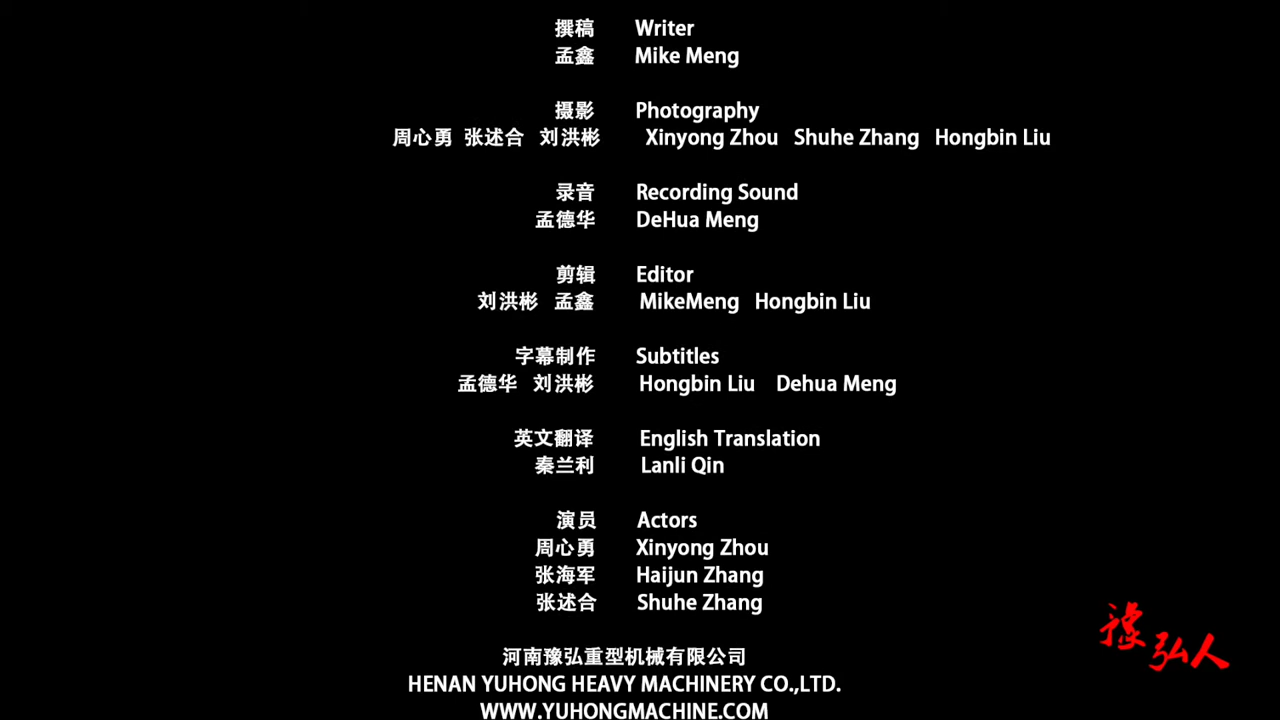 撰稿 Writer
孟鑫 Mike Meng
摄影 Photography
周心勇 张述合 刘洪彬 Xinyong Zhou Shuhe Zhang Hongbin Liu
录音 Recording Sound
孟德华 DeHua Meng
剪辑 Editor
刘洪彬 孟鑫 MikeMeng Hongbin Liu
字幕制作 Subtitles
孟德华 刘洪彬 Hongbin Liu Dehua Meng
英文翻译 English Translation
秦兰利 Lanli Qin
演员 Actors
周心勇 Xinyong Zhou
张海军 Haijun Zhang
张述合 Shuhe Zhang
河南豫弘重型机械有限公司
HENAN YUHONG HEAVY MACHINERY CO.,LTD.
WWW.YUHONGMACHINE.COM
豫弘人